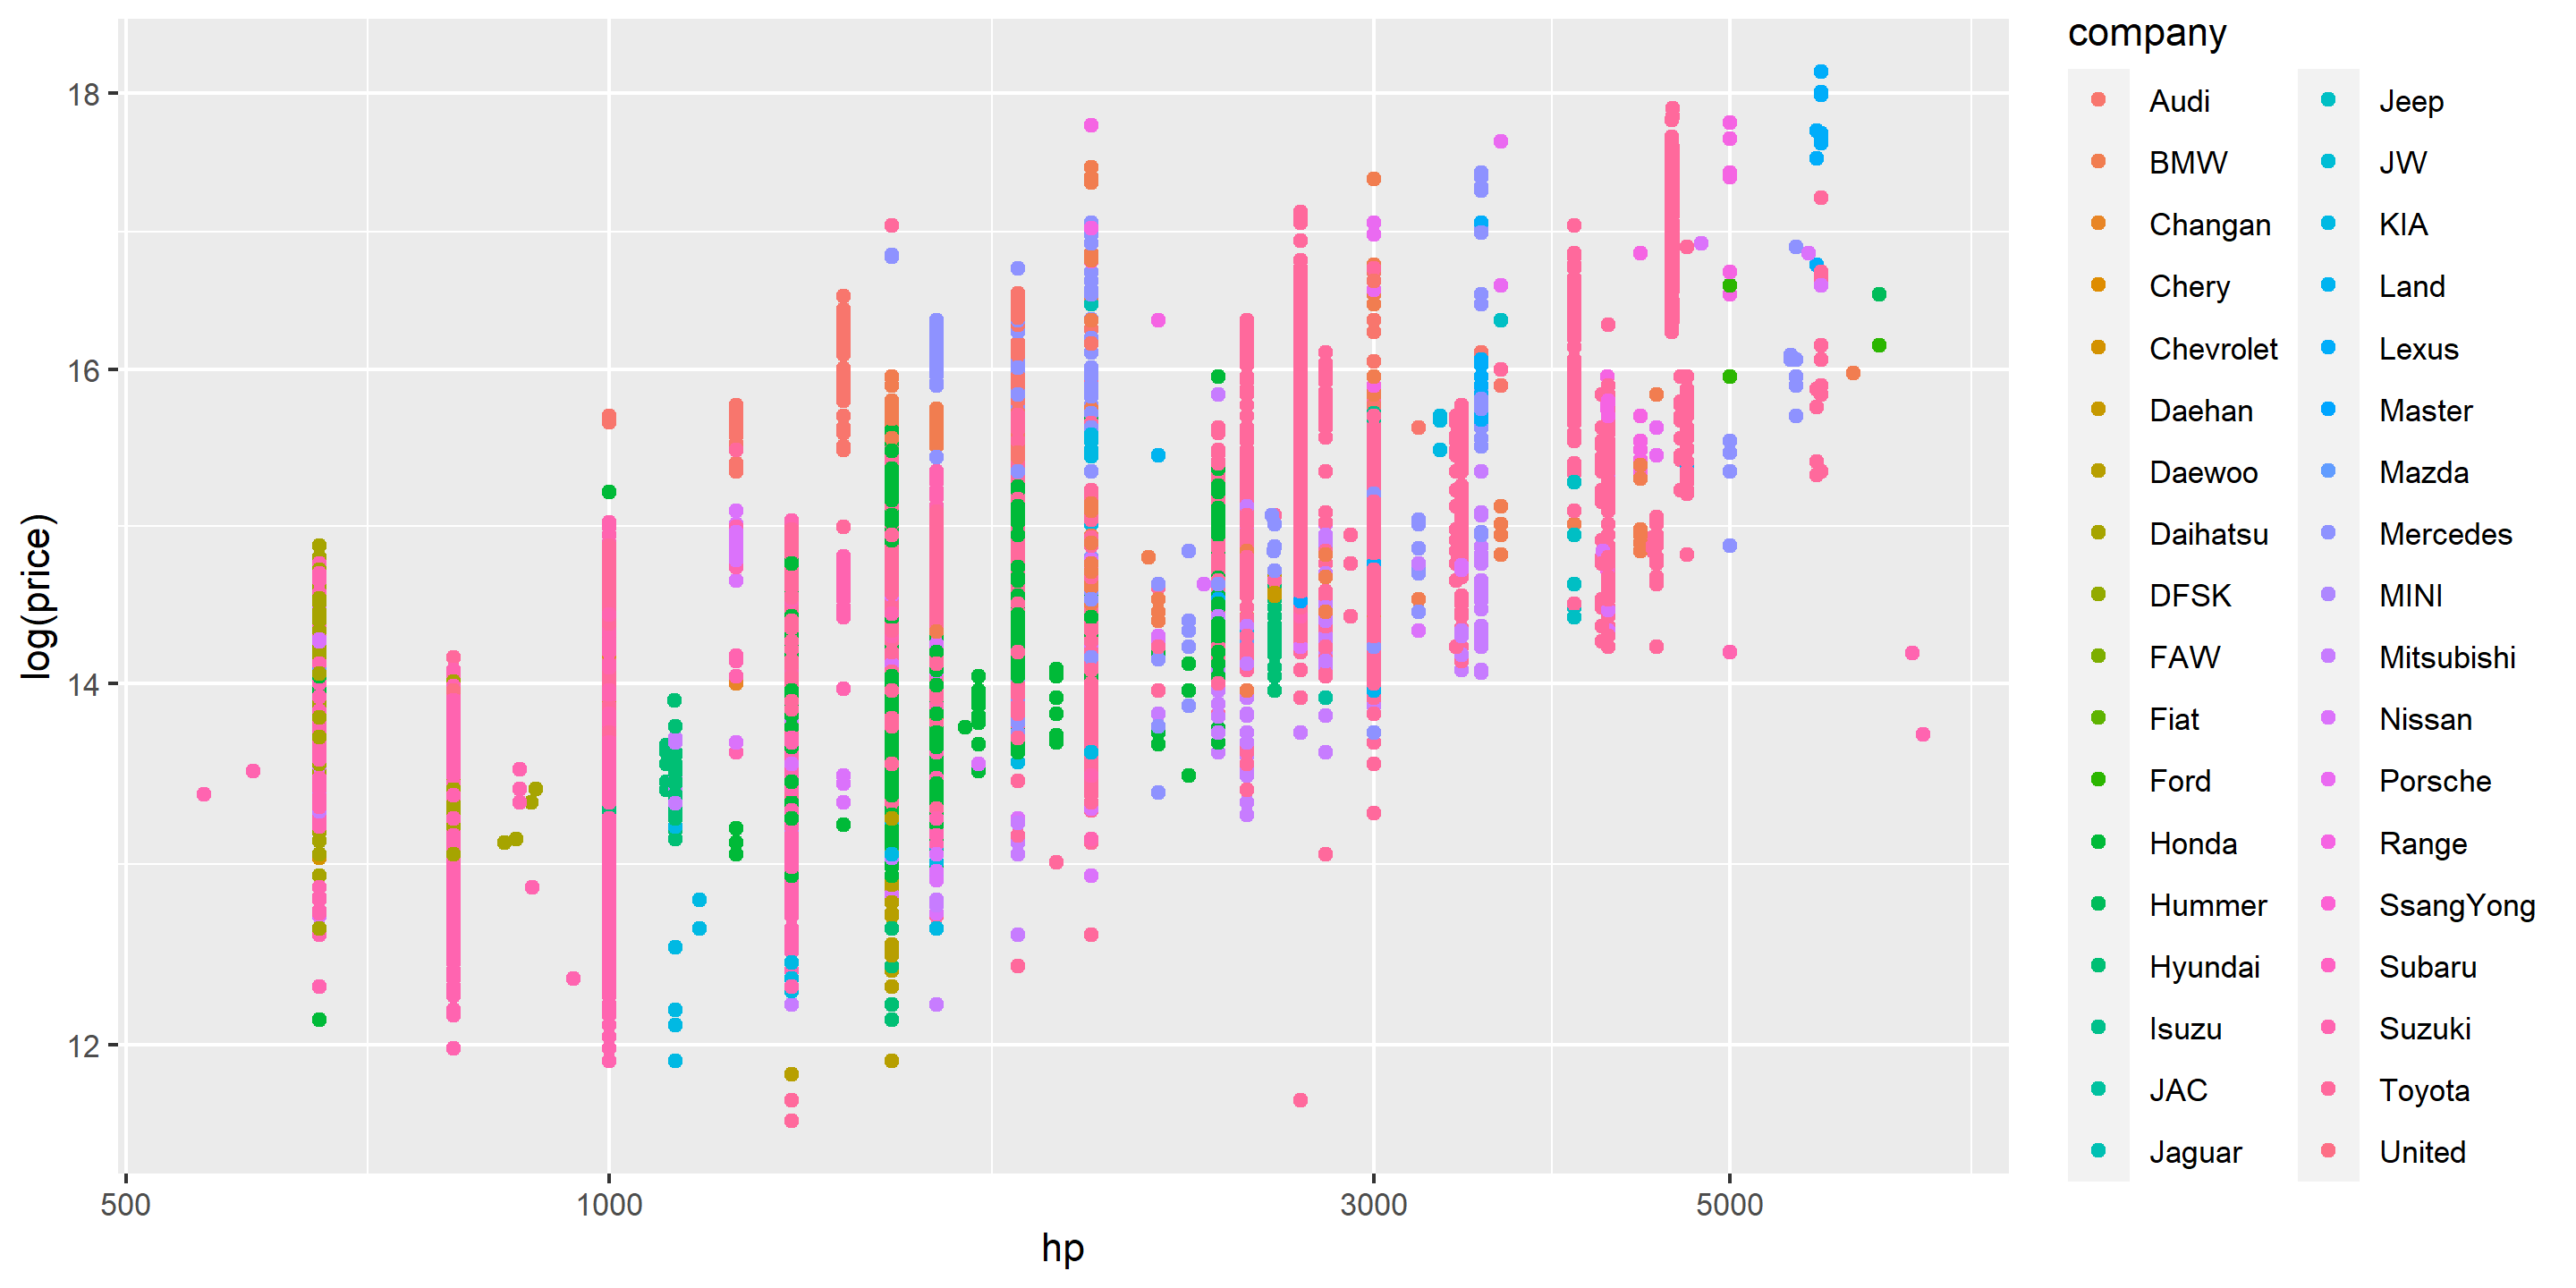 company
Audi
BMW
Changan
Chery
Chevrolet
Daehan
Daewoo
Daihatsu
DFSK
FAW
Fiat
Ford
Honda
Hummer
Hyundai
Isuzu
JAC
Jaguar
Jeep
JW
KIA
Land
Lexus
Master
Mazda
Mercedes
MINI
Mitsubishi
Nissan
Porsche
Range
SsangYong
Subaru
Suzuki
Toyota
United
log(price)
18
16
14
12
500 1000 3000 5000
hp